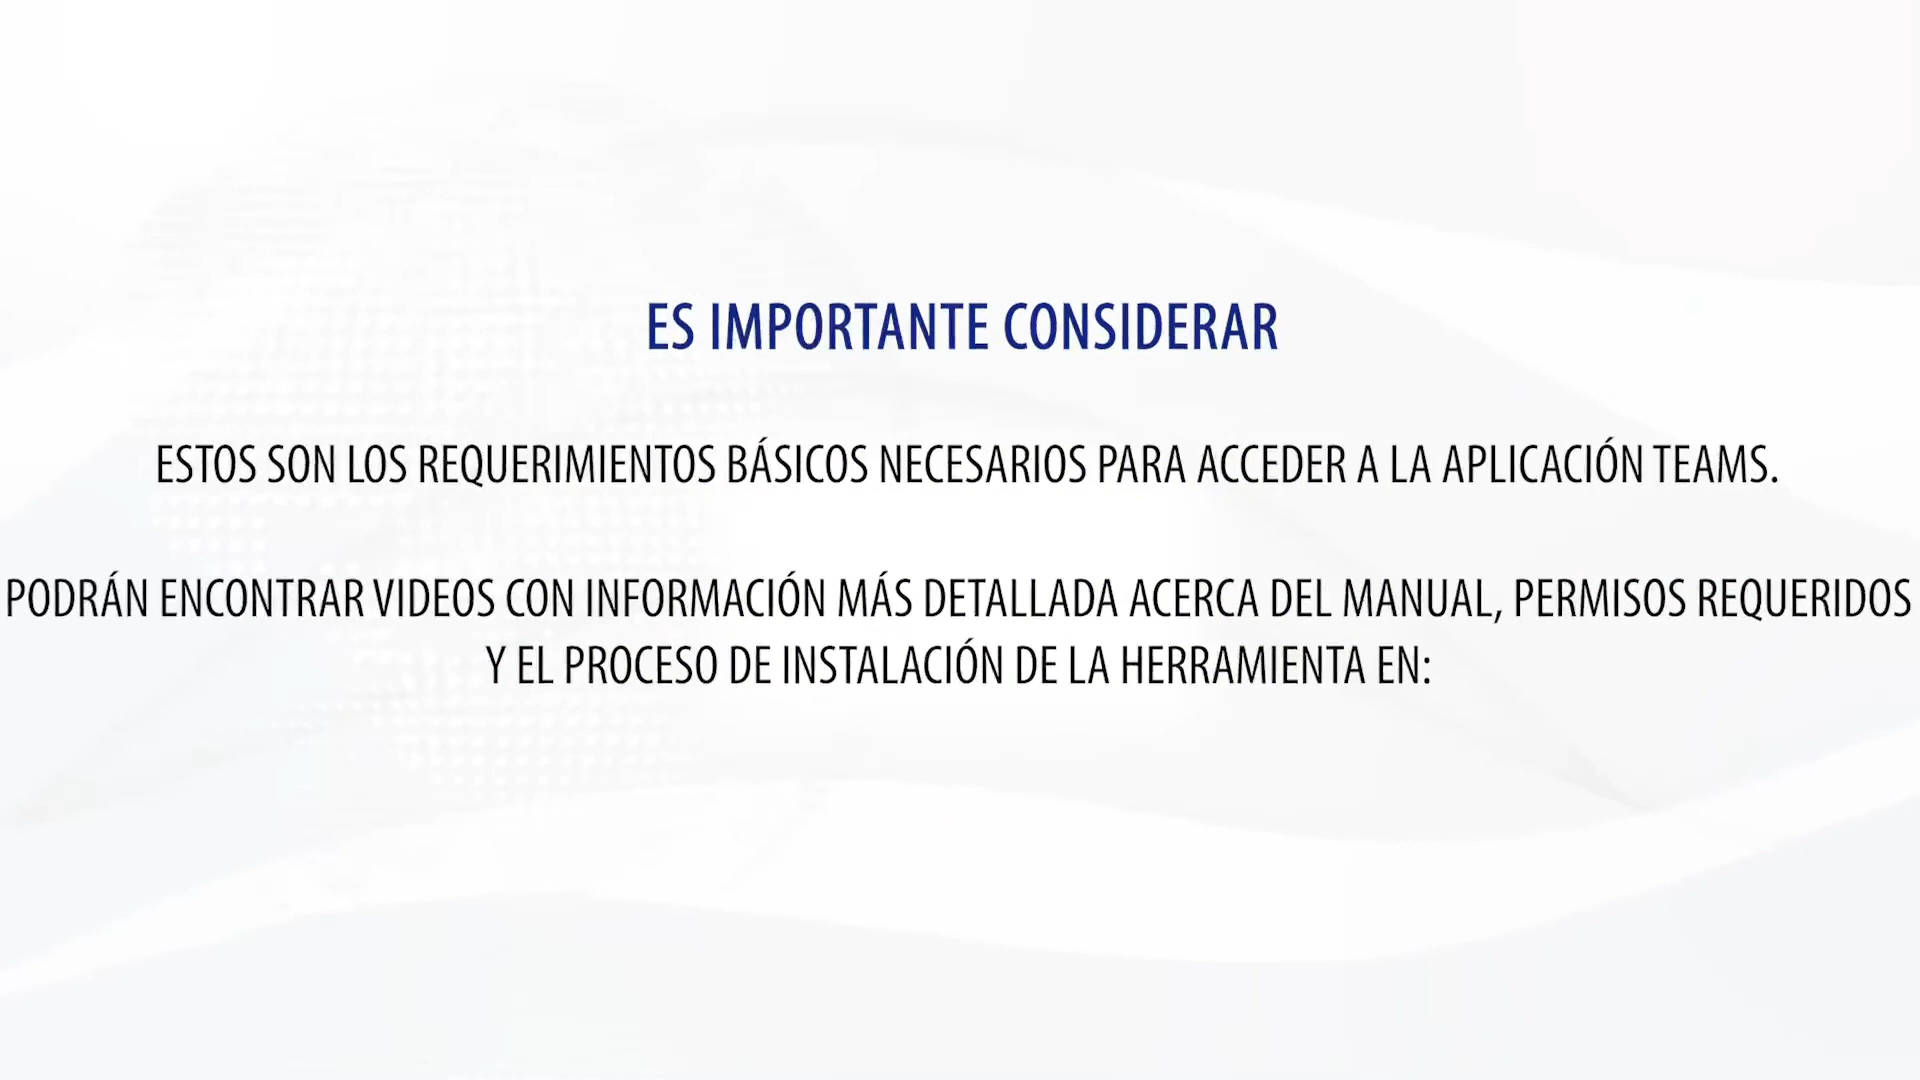 ES IMPORTANTE CONSIDERAR
ESTOS SON LOS REQUERIMIENTOS BÁSICOS NECESARIOS PARA ACCEDER A LA APLICACIÓN TEAMS.
PODRÁN ENCONTRAR VIDEOS CON INFORMACIÓN MÁS DETALLADA ACERCA DEL MANUAL, PERMISOS REQUERIDOS
Y EL PROCESO DE INSTALACIÓN DE LA HERRAMIENTA EN: